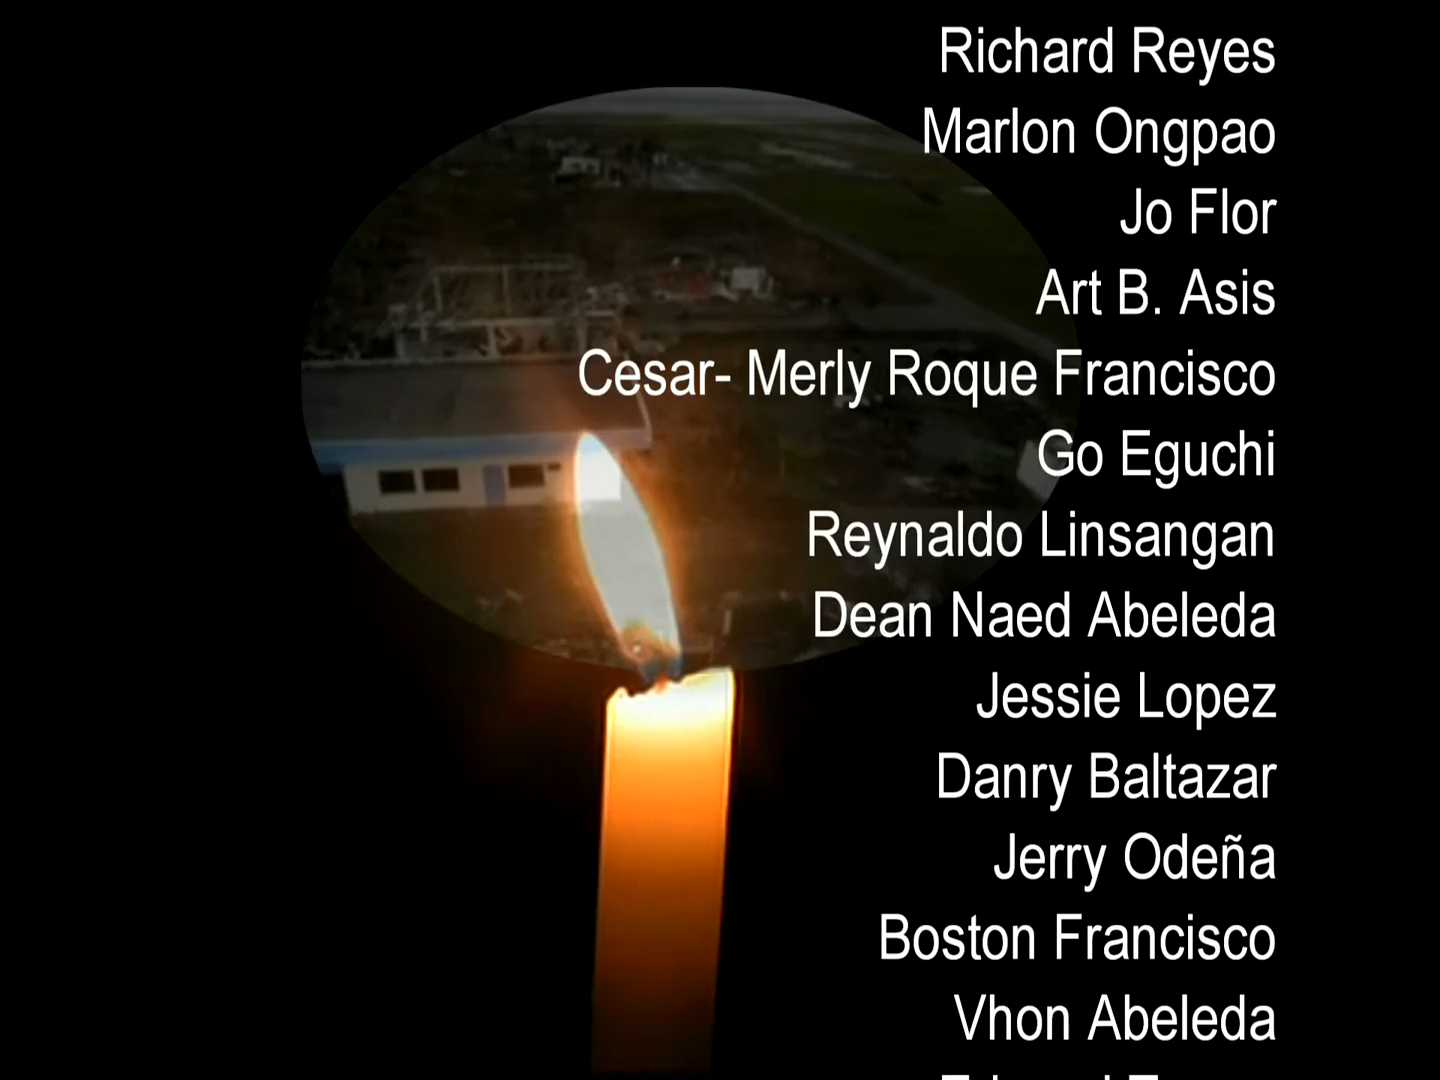 Richard Reyes
Marlon Ongpao
Jo Flor
Art B. Asis
Cesar- Merly Roque Francisco
Go Eguchi
Reynaldo Linsangan
Dean Naed Abeleda
Jessie Lopez
Danry Baltazar
Jerry Odeña
Boston Francisco
Vhon Abeleda